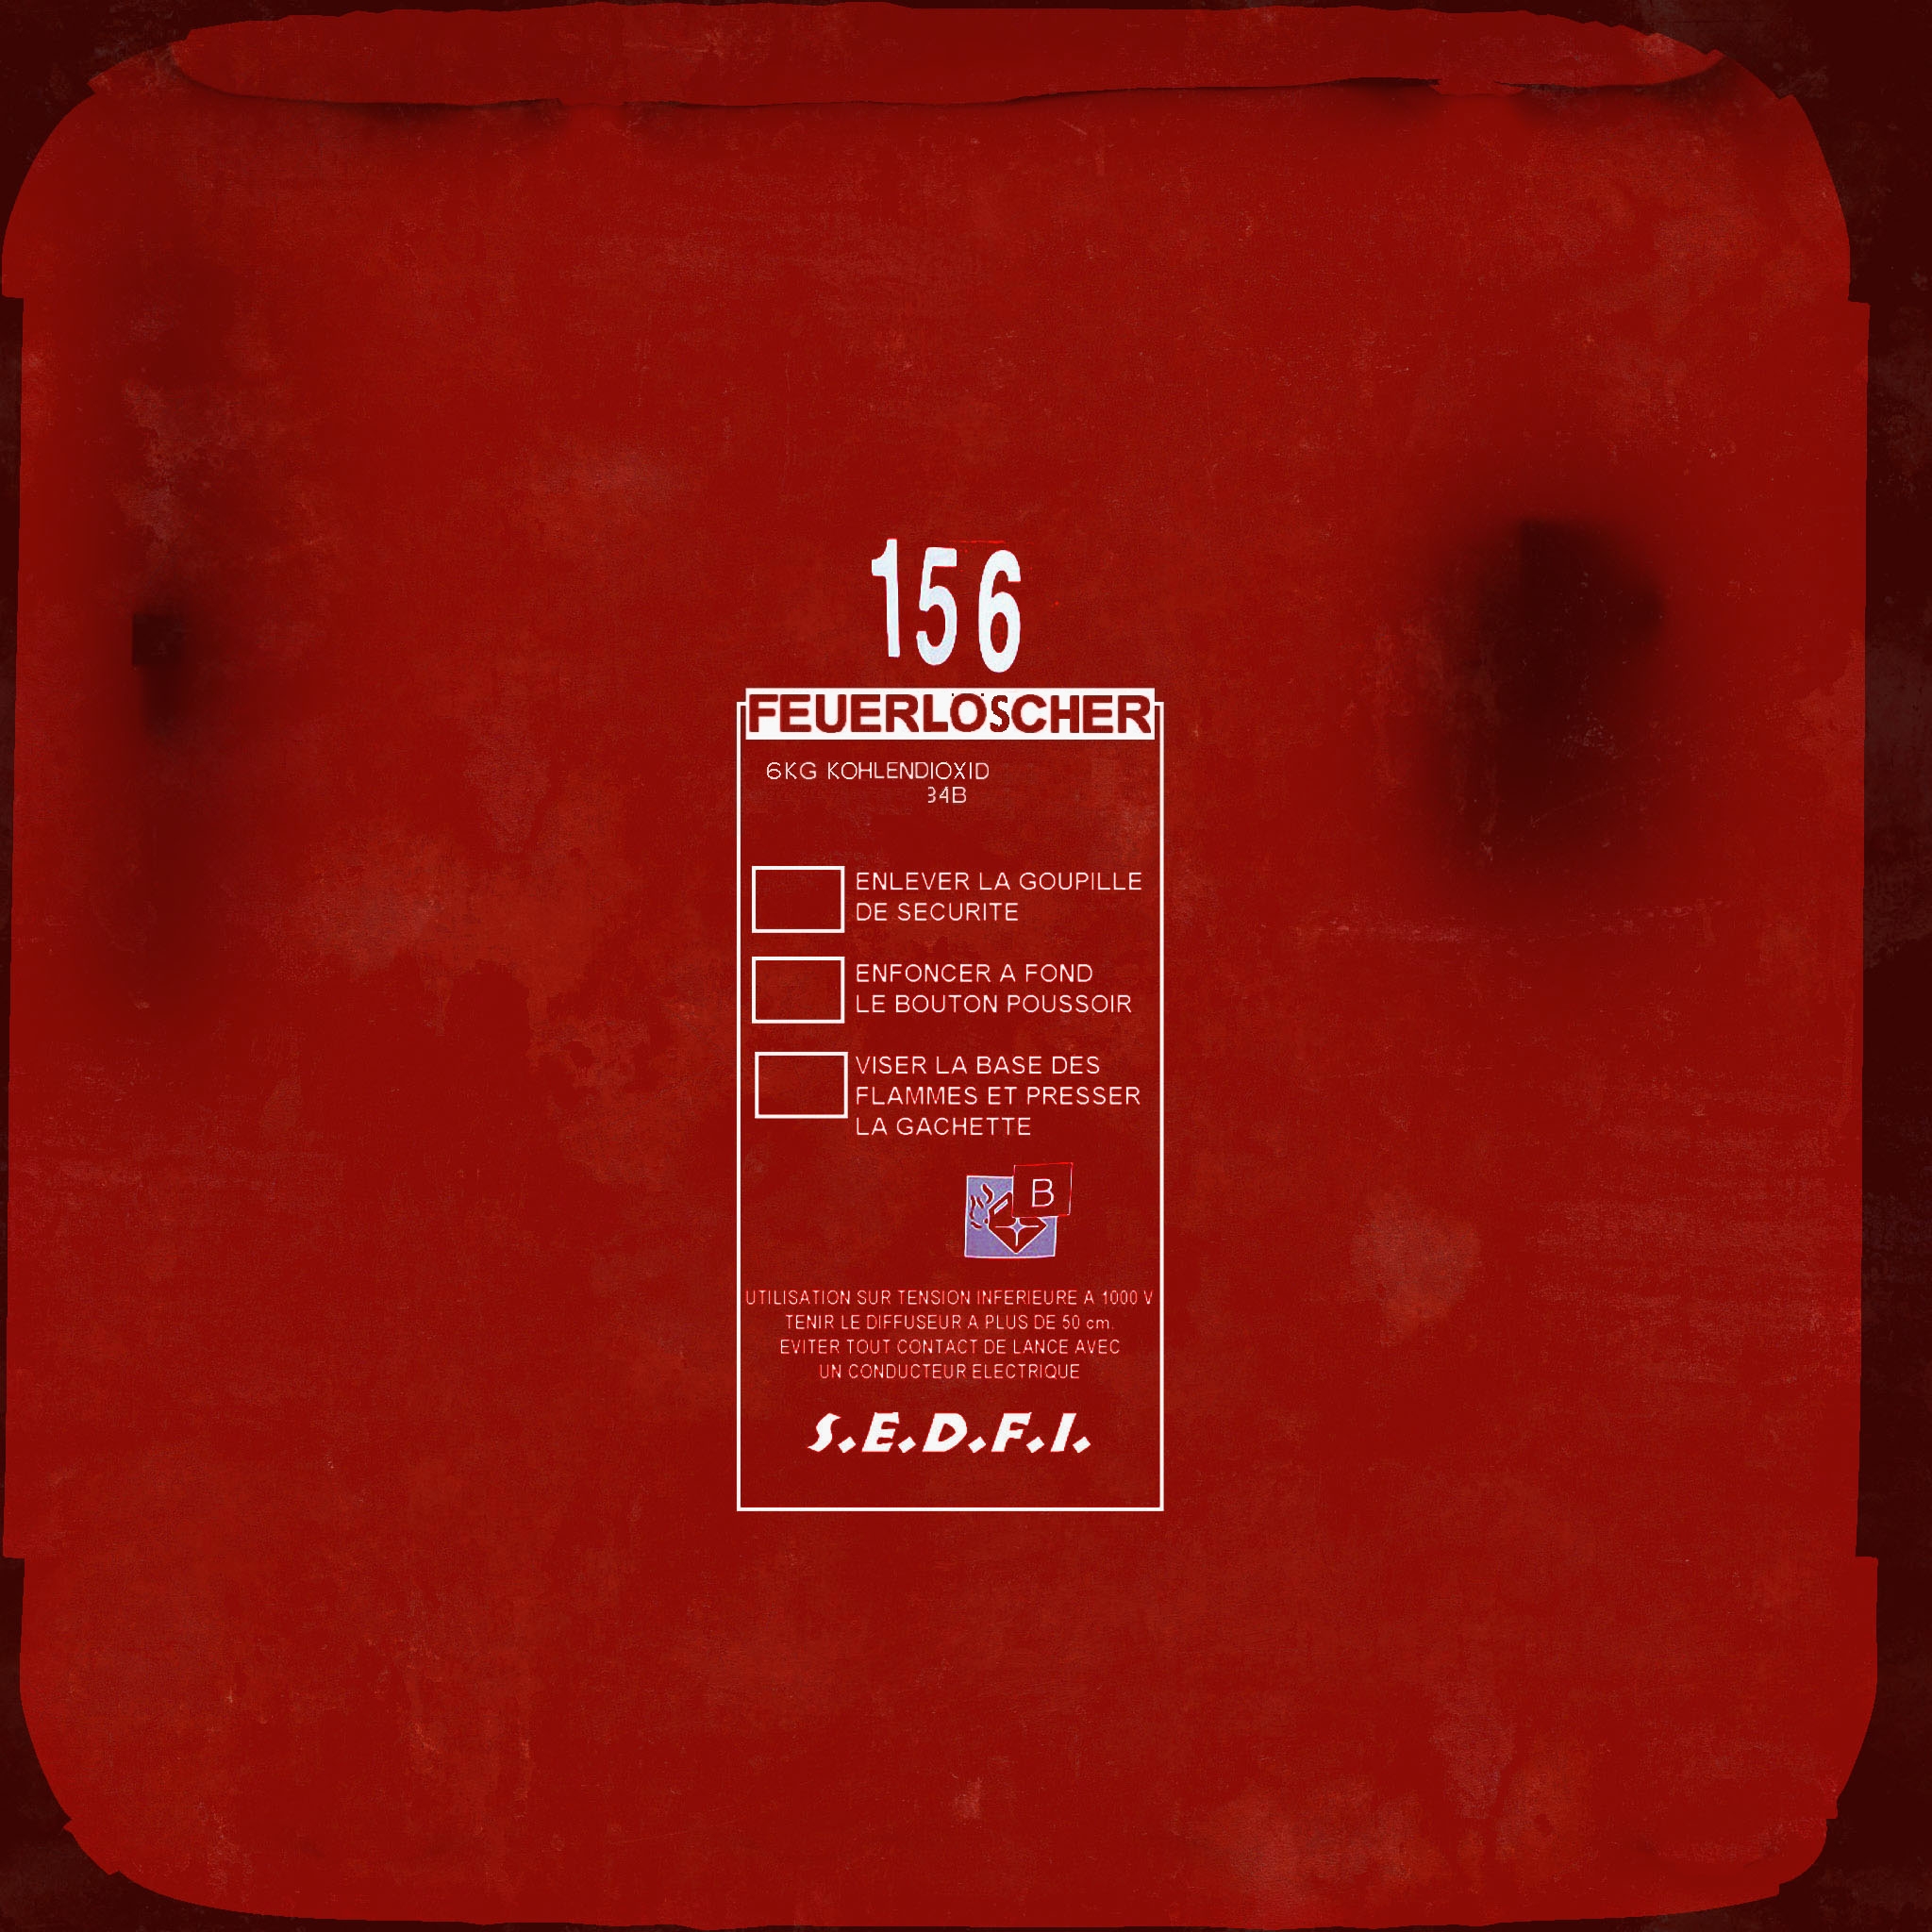 156
FEUERLÖSCHER
6KG KOHLENDIOXID
34B
ENLEVER LA GOUPILLE
DE SECURITE
ENFONCER A FOND
LE BOUTON POUSSOIR
VISER LA BASE DES
FLAMMES ET PRESSER
LA GACHETTE
B
UTILISATION SUR TENSION INFERIEURE A 1000 V
TENIR LE DIFFUSEUR A PLUS DE 50 cm.
EVITER TOUT CONTACT DE LANCE AVEC
UN CONDUCTEUR ELECTRIQUE
S.E.D.F.I.